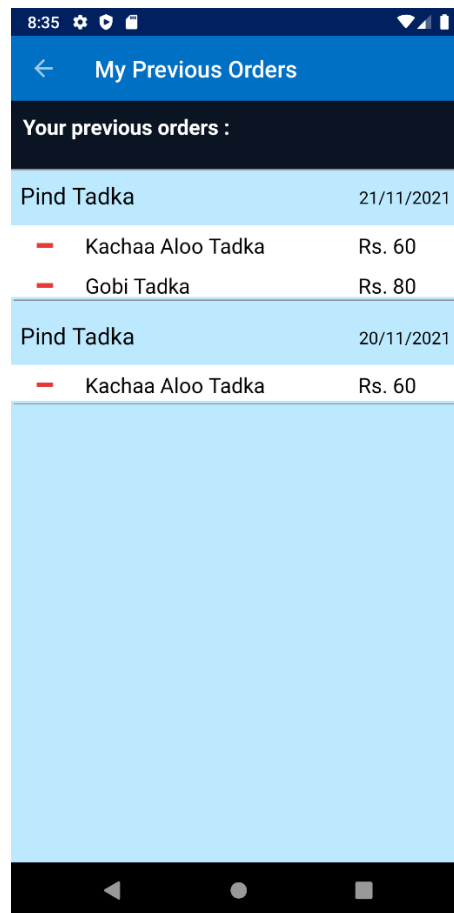 8:35
My Previous Orders
Your previous orders :
Pind Tadka 21/11/2021
Kachaa Aloo Tadka Rs. 60
Gobi Tadka Rs. 80
Pind Tadka 20/11/2021
Kachaa Aloo Tadka Rs. 60